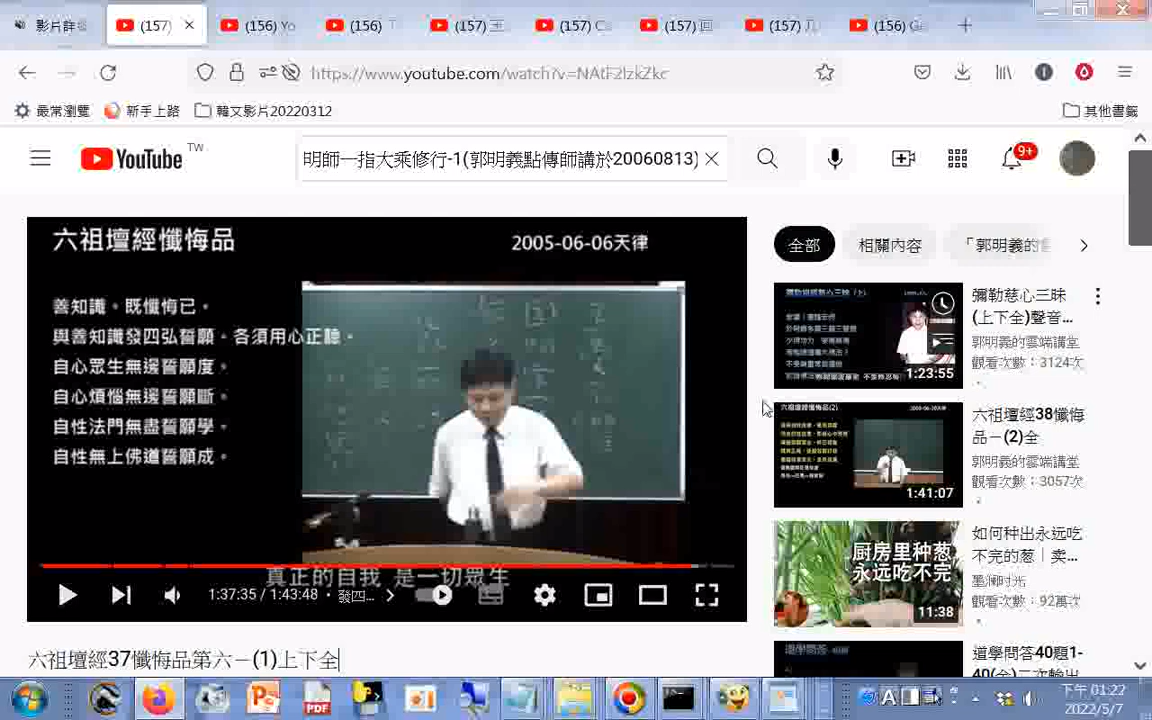 影片詳
(157)
(156) Yo
(156) T
(157) 王
(157) C
(157) 回
(157) 几
(156) G
https://www.youtube.com/watch?v=NAtF2IzkZkc
最常瀏覽
新手上路
韓文影片20220312
其他書籤
YouTube TW
明師一指大乘修行-1(郭明義點傳師講於20060813)
9+
六祖壇經懺悔品
2005-06-06天律
善知識。既懺悔已。
與善知識發四弘誓願。各須用心正聽。
自心眾生無邊誓願度。
自心煩惱無邊誓願斷。
自性法門無盡誓願學。
自性無上佛道誓願成。
真正的自我 是一切眾生
1:37:35 / 1:43:48 • 發四...
六祖壇經37懺悔品第六－(1)上下全
全部
相關內容
「郭明義的
彌勒慈心三昧(上下全)聲音...
郭明義的雲端講堂
觀看次數：3124次
1:23:55
六祖壇經懺悔品(2)
六祖壇經38懺悔品－(2)全
郭明義的雲端講堂
觀看次數：3057次
1:41:07
厨房里种葱
永远吃不完
如何种出永远吃不完的葱｜卖...
墨澜时光
觀看次數：92萬次
11:38
道學問答40題1-40(全)二次輸出
A
下午 01:22
2022/5/7